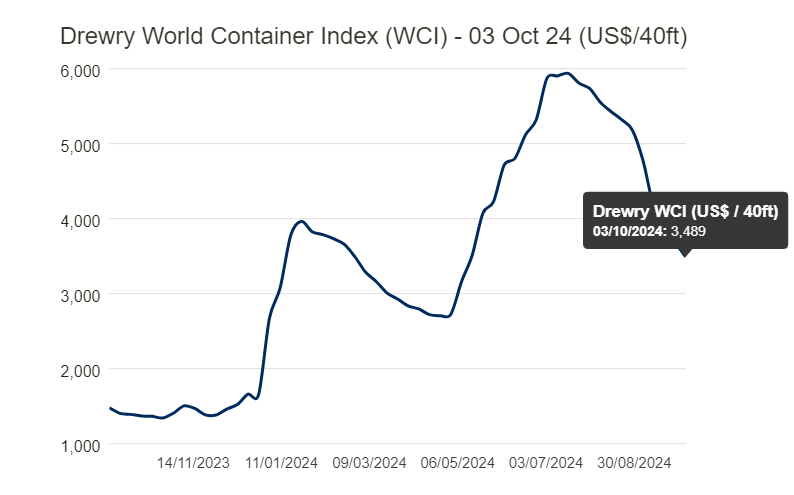 Drewry World Container Index (WCI) - 03 Oct 24 (US$/40ft)
6,000
5,000
4,000
Drewry WCI (US$ / 40ft)
03/10/2024: 3,489
3,000
2,000
1,000
14/11/2023 11/01/2024 09/03/2024 06/05/2024 03/07/2024 30/08/2024